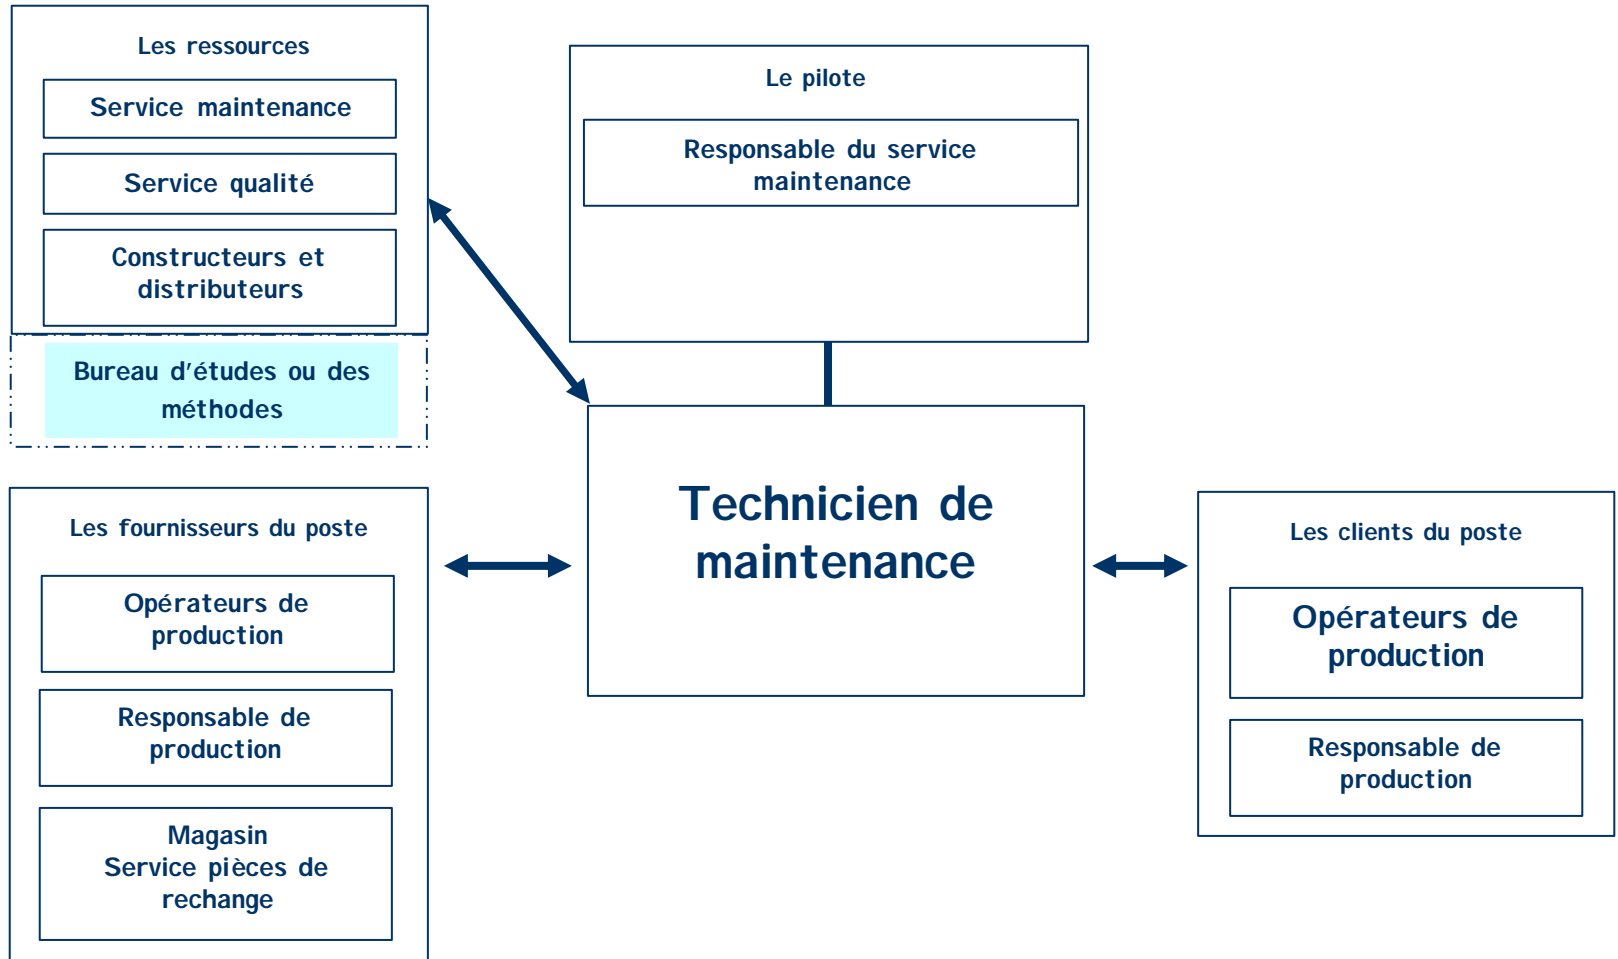 Les ressources
Service maintenance
Service qualité
Constructeurs et
distributeurs
Bureau d'études ou des
méthodes
Le pilote
Responsable du service
maintenance
Technicien de
maintenance
Les fournisseurs du poste
Opérateurs de
production
Responsable de
production
Magasin
Service pièces de
rechange
Les clients du poste
Opérateurs de
production
Responsable de
production